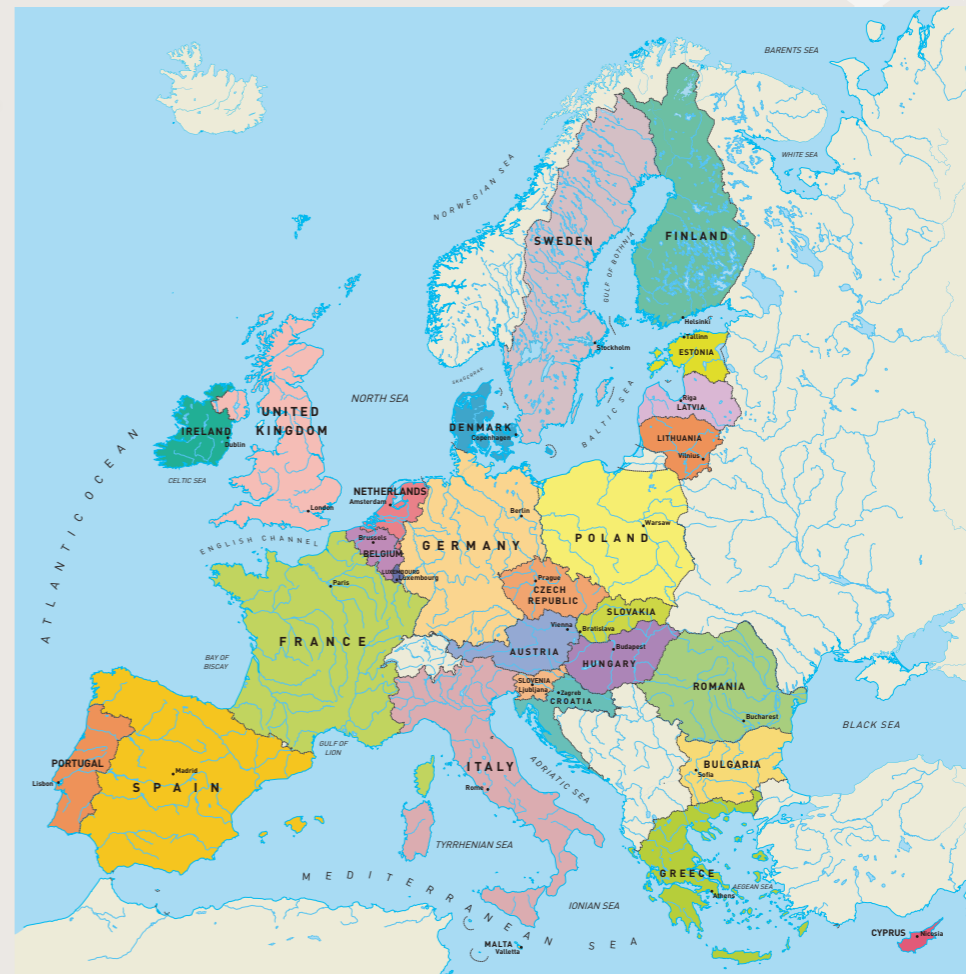 BARENTS SEA
WHITE SEA
NORWEGIAN SEA
SWEDEN
FINLAND
GULF OF BOTHNIA
Helsinki
Tallinn
Stockholm
ESTONIA
SKAGERRAK
NORTH SEA
BALTIC SEA
Riga
LATVIA
UNITED
KINGDOM
IRELAND
Dublin
DENMARK
Copenhagen
LITHUANIA
Vilnius
CELTIC SEA
ATLANTIC OCEAN
NETHERLANDS
Amsterdam
London
Berlin
Warsaw
ENGLISH CHANNEL
Brussels
BELGIUM
GERMANY
POLAND
LUXEMBOURG
Luxembourg
Paris
Prague
CZECH
REPUBLIC
SLOVAKIA
Vienna
Bratislava
FRANCE
AUSTRIA
Budapest
HUNGARY
BAY OF
BISCAY
SLOVENIA
Ljubljana
Zagreb
CROATIA
ROMANIA
Bucharest
BLACK SEA
GULF OF
LION
PORTUGAL
Lisbon
Madrid
SPAIN
ITALY
Rome
ADRIATIC SEA
BULGARIA
Sofia
TYRRHENIAN SEA
GREECE
AEGEAN SEA
Athens
MEDITERRANEAN SEA
IONIAN SEA
CYPRUS
Nicosia
MALTA
Valletta